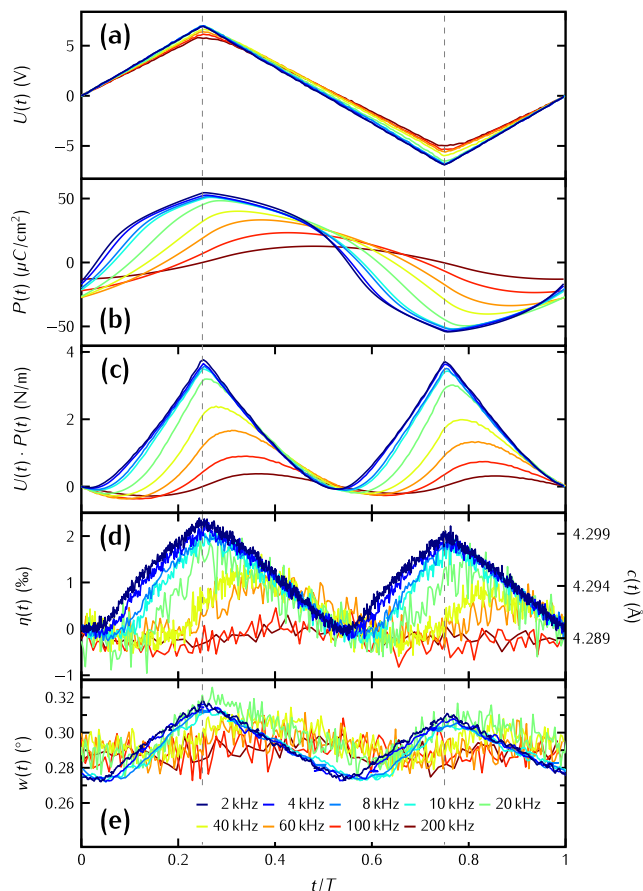 (a)
U(t) (V)
5
0
−5
(b)
P(t) (μC/cm²)
50
0
−50
(c)
U(t) · P(t) (N/m)
4
2
0
(d)
η(t) (‰)
2
1
0
−1
c(t) (Å)
4.299
4.294
4.289
(e)
w(t) (°)
0.32
0.30
0.28
0.26
2 kHz 4 kHz 8 kHz 10 kHz 20 kHz
40 kHz 60 kHz 100 kHz 200 kHz
0 0.2 0.4 0.6 0.8 1
t/T